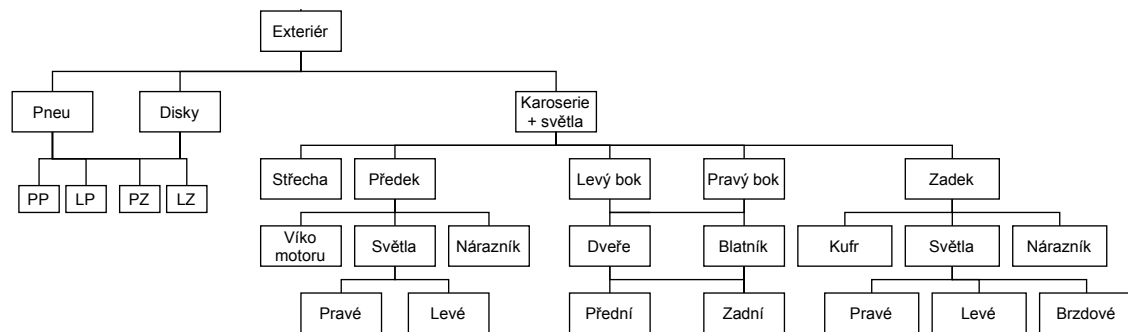 Exteriér
Pneu
Disky
Karoserie
+ světla
Střecha
Předek
Levý bok
Pravý bok
Zadek
PP
LP
PZ
LZ
Víko
motoru
Světla
Nárazník
Dveře
Blatník
Kufr
Světla
Nárazník
Pravé
Levé
Přední
Zadní
Pravé
Levé
Brzdové